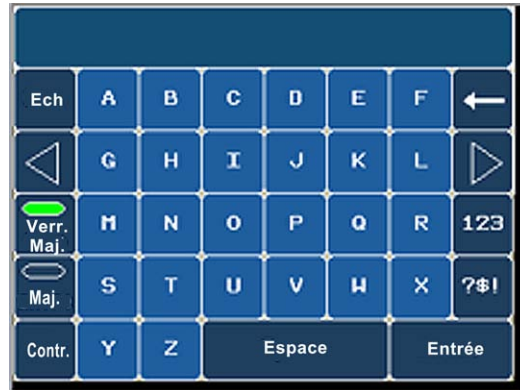 Ech A B C D E F ←
G H I J K L
Verr. Maj. M N O P Q R 123
Maj. S T U V W X ?$!
Contr. Y Z Espace Entrée